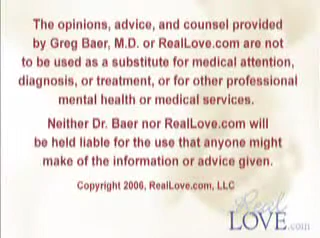 The opinions, advice, and counsel provided
by Greg Baer, M.D. or RealLove.com are not
to be used as a substitute for medical attention,
diagnosis, or treatment, or for other professional
mental health or medical services.
Neither Dr. Baer nor RealLove.com will
be held liable for the use that anyone might
make of the information or advice given.
Copyright 2006, RealLove.com, LLC
Real
LOVE.com